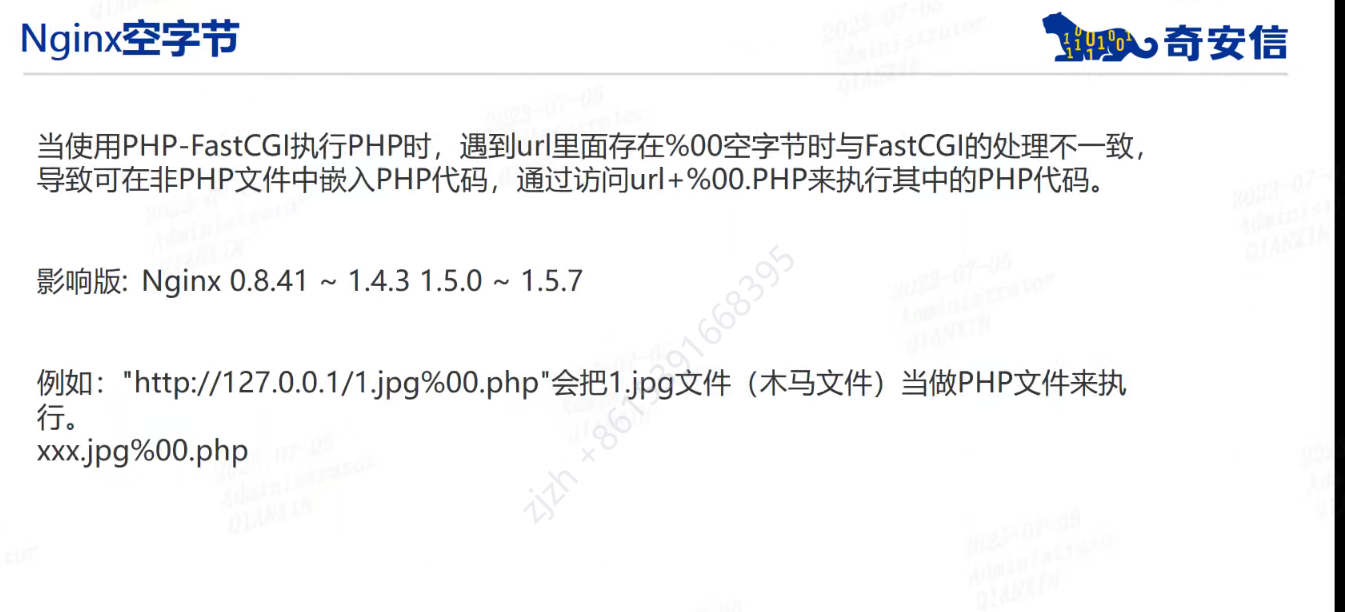 Nginx空字节
奇安信
当使用PHP-FastCGI执行PHP时，遇到url里面存在%00空字节时与FastCGI的处理不一致，
导致可在非PHP文件中嵌入PHP代码，通过访问url+%00.PHP来执行其中的PHP代码。
影响版: Nginx 0.8.41 ~ 1.4.3 1.5.0 ~ 1.5.7
例如："http://127.0.0.1/1.jpg%00.php"会把1.jpg文件（木马文件）当做PHP文件来执
行。
xxx.jpg%00.php